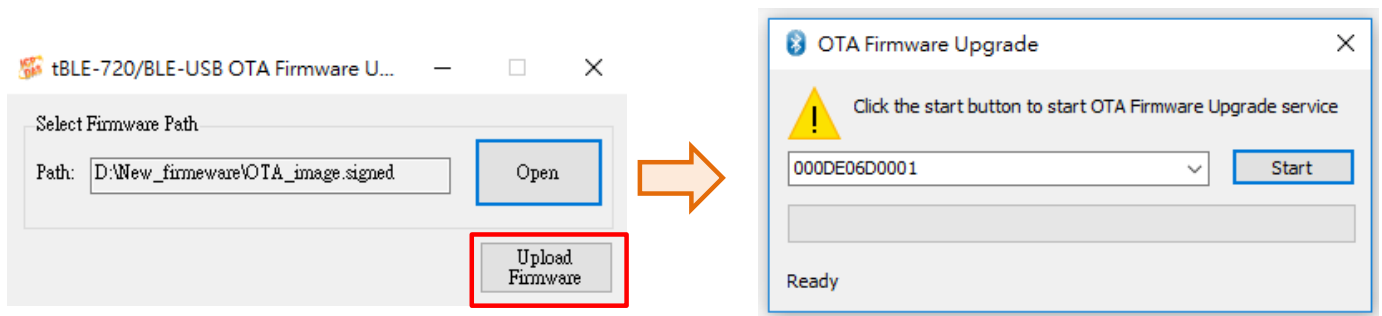 tBLE-720/BLE-USB OTA Firmware U...
Select Firmware Path
Path: D:\New_firmeware\OTA_image.signed
Open
Upload
Firmware
OTA Firmware Upgrade
Click the start button to start OTA Firmware Upgrade service
000DE06D0001
Start
Ready